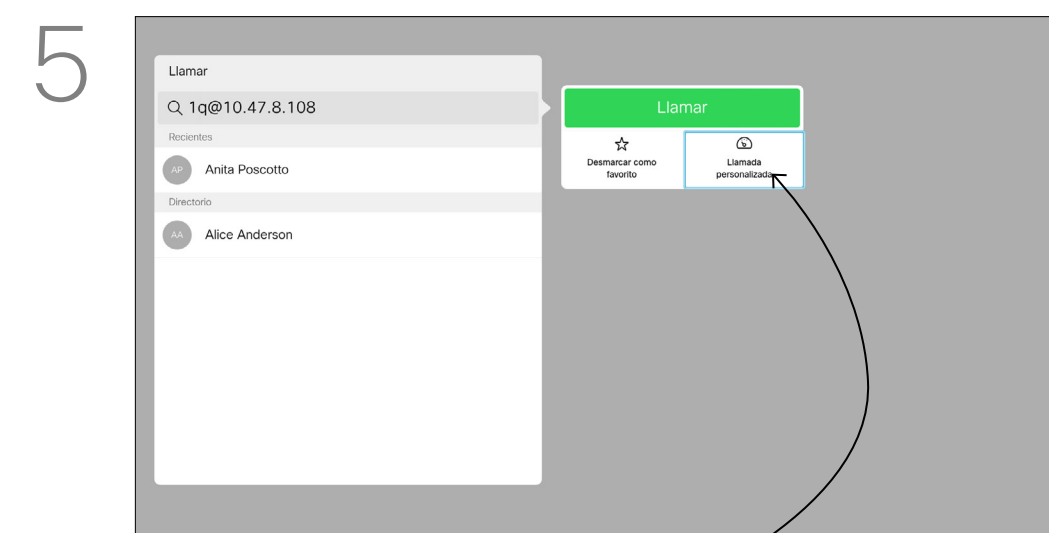 5
Llamar
1q@10.47.8.108
Recientes
AP
Anita Poscotto
Directorio
AA
Alice Anderson
Llamar
Desmarcar como
favorito
Llamada
personalizada